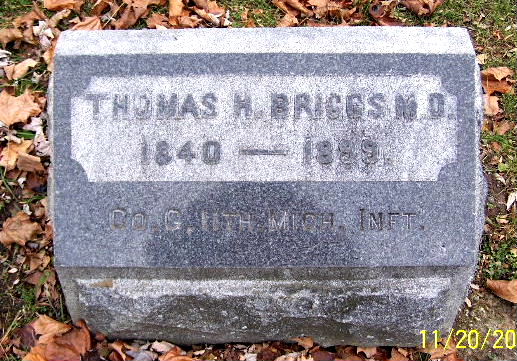 THOMAS H. BRIGGS M.D.
1840 — 1899.
CO. G. 11TH MICH. INFT.
11/20/20